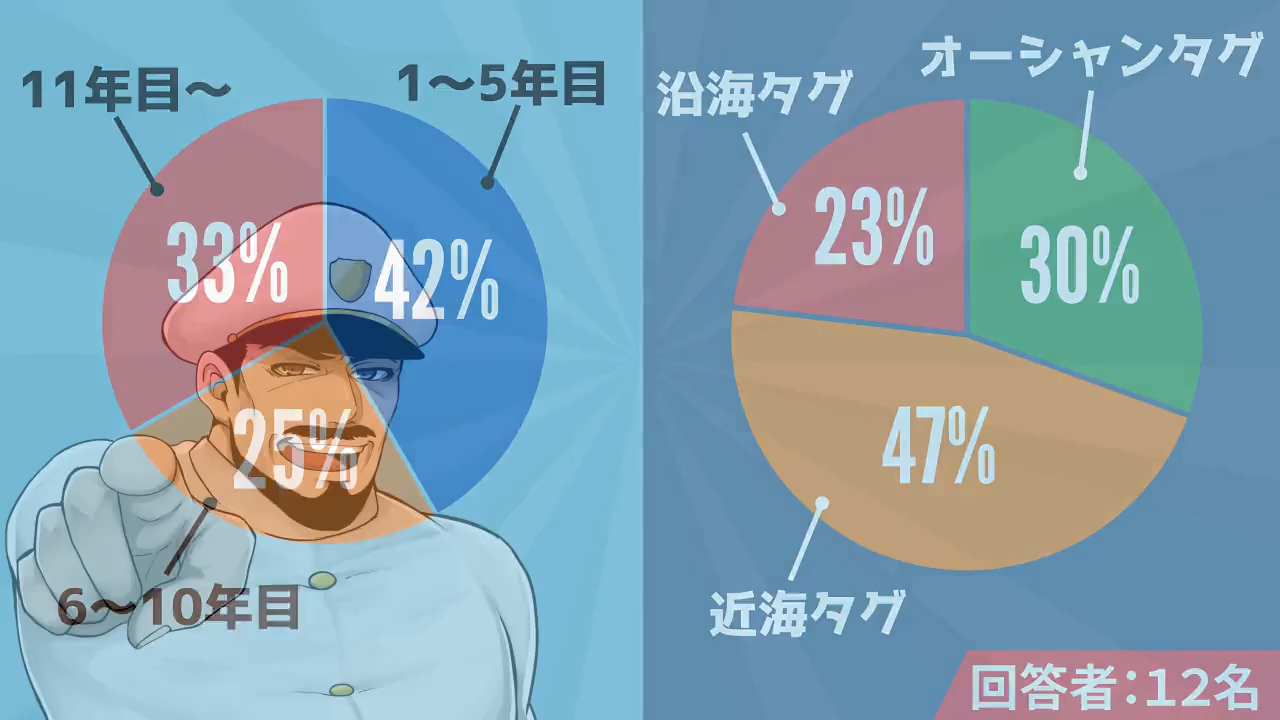 11年目〜
1〜5年目
33%
42%
25%
6〜10年目
オーシャンタグ
沿海タグ
23%
30%
47%
近海タグ
回答者:12名